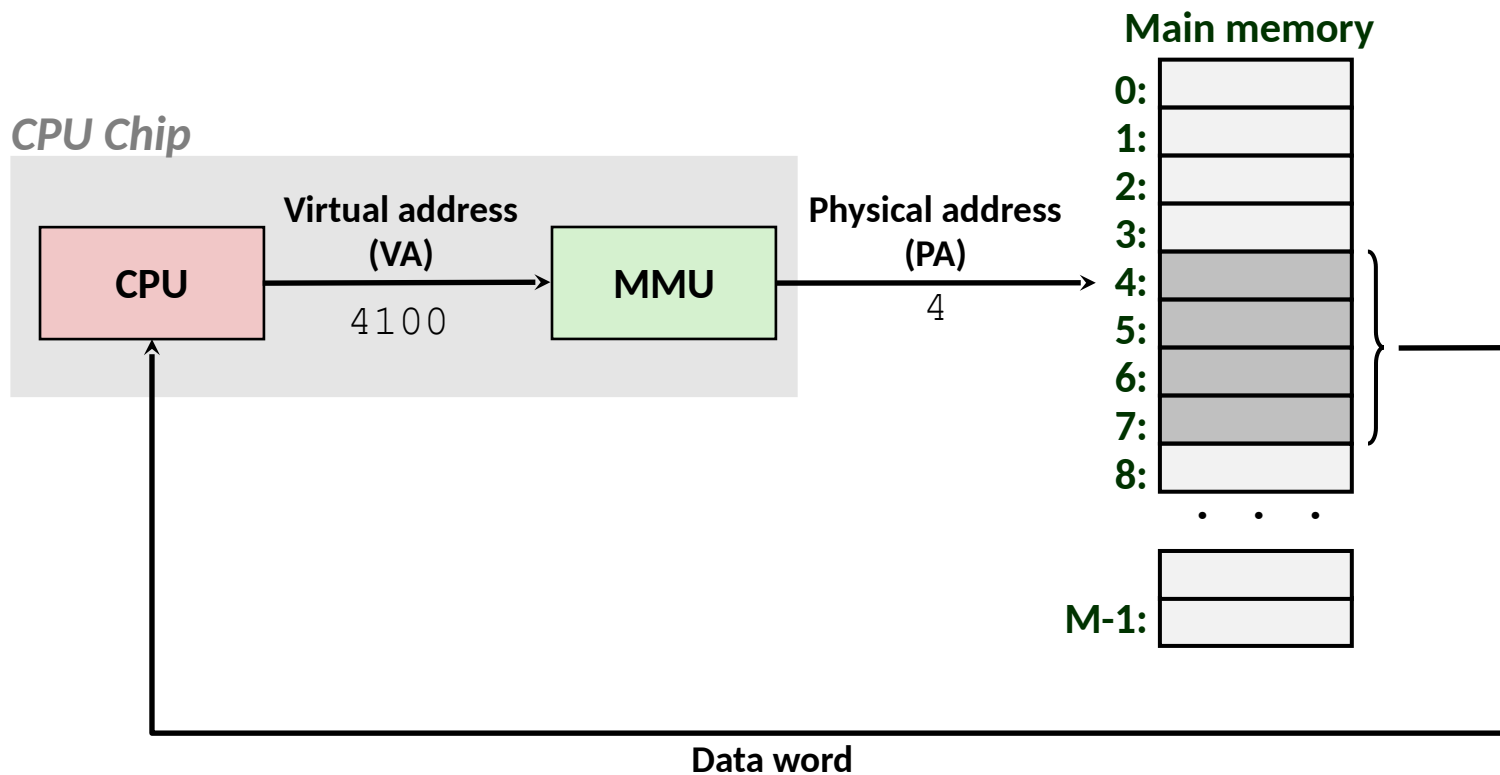 Main memory
CPU Chip
Virtual address
(VA)
Physical address
(PA)
CPU
MMU
4100
4
0:
1:
2:
3:
4:
5:
6:
7:
8:
. . .
M-1:
Data word